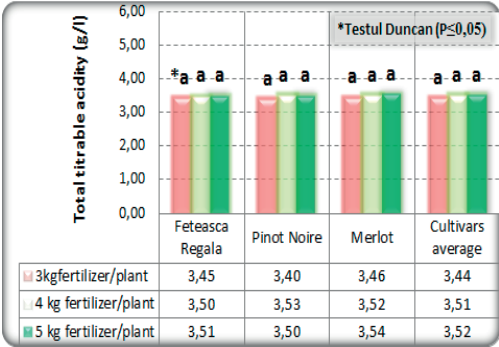 6,00
5,00
4,00
3,00
2,00
1,00
0,00
Total titrable acidity (g/l)
*Testul Duncan (P≤0,05)
*a a a a a a a a a a a a
Feteasca Regala Pinot Noire Merlot Cultivars average
3kgfertilizer/plant 3,45 3,40 3,46 3,44
4 kg fertilizer/plant 3,50 3,53 3,52 3,51
5 kg fertilizer/plant 3,51 3,50 3,54 3,52